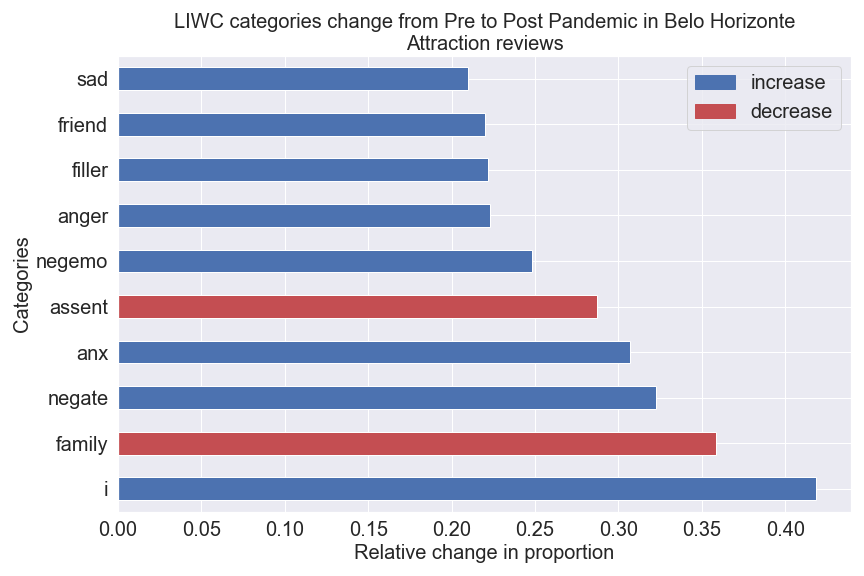 LIWC categories change from Pre to Post Pandemic in Belo Horizonte
Attraction reviews
increase
decrease
Categories
sad
friend
filler
anger
negemo
assent
anx
negate
family
i
0.00 0.05 0.10 0.15 0.20 0.25 0.30 0.35 0.40
Relative change in proportion